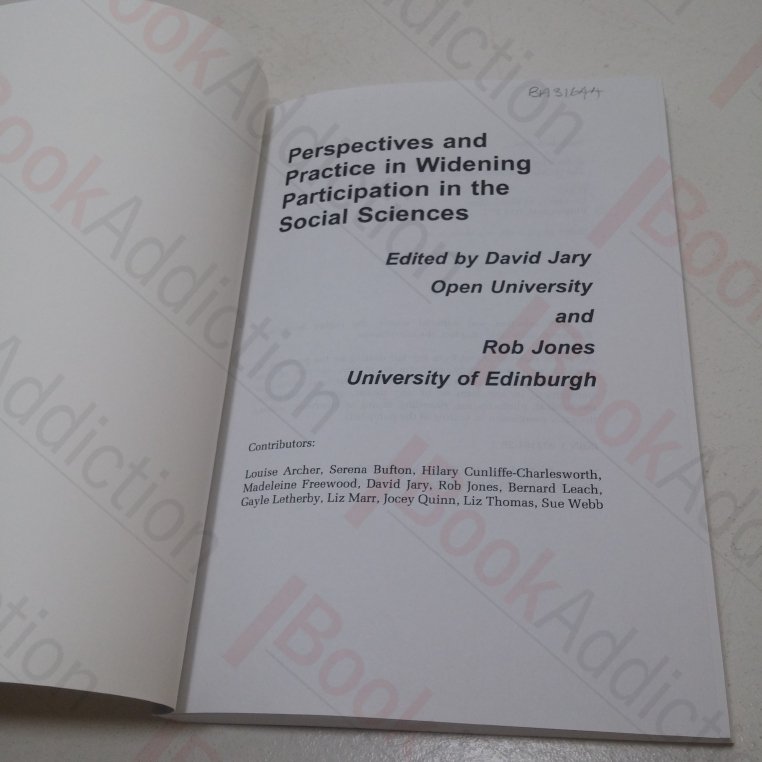 BA31644
Perspectives and
Practice in Widening
Participation in the
Social Sciences
Edited by David Jary
Open University
and
Rob Jones
University of Edinburgh
Contributors:
Louise Archer, Serena Bufton, Hilary Cunliffe-Charlesworth,
Madeleine Freewood, David Jary, Rob Jones, Bernard Leach,
Gayle Letherby, Liz Marr, Jocey Quinn, Liz Thomas, Sue Webb
BookAddiction